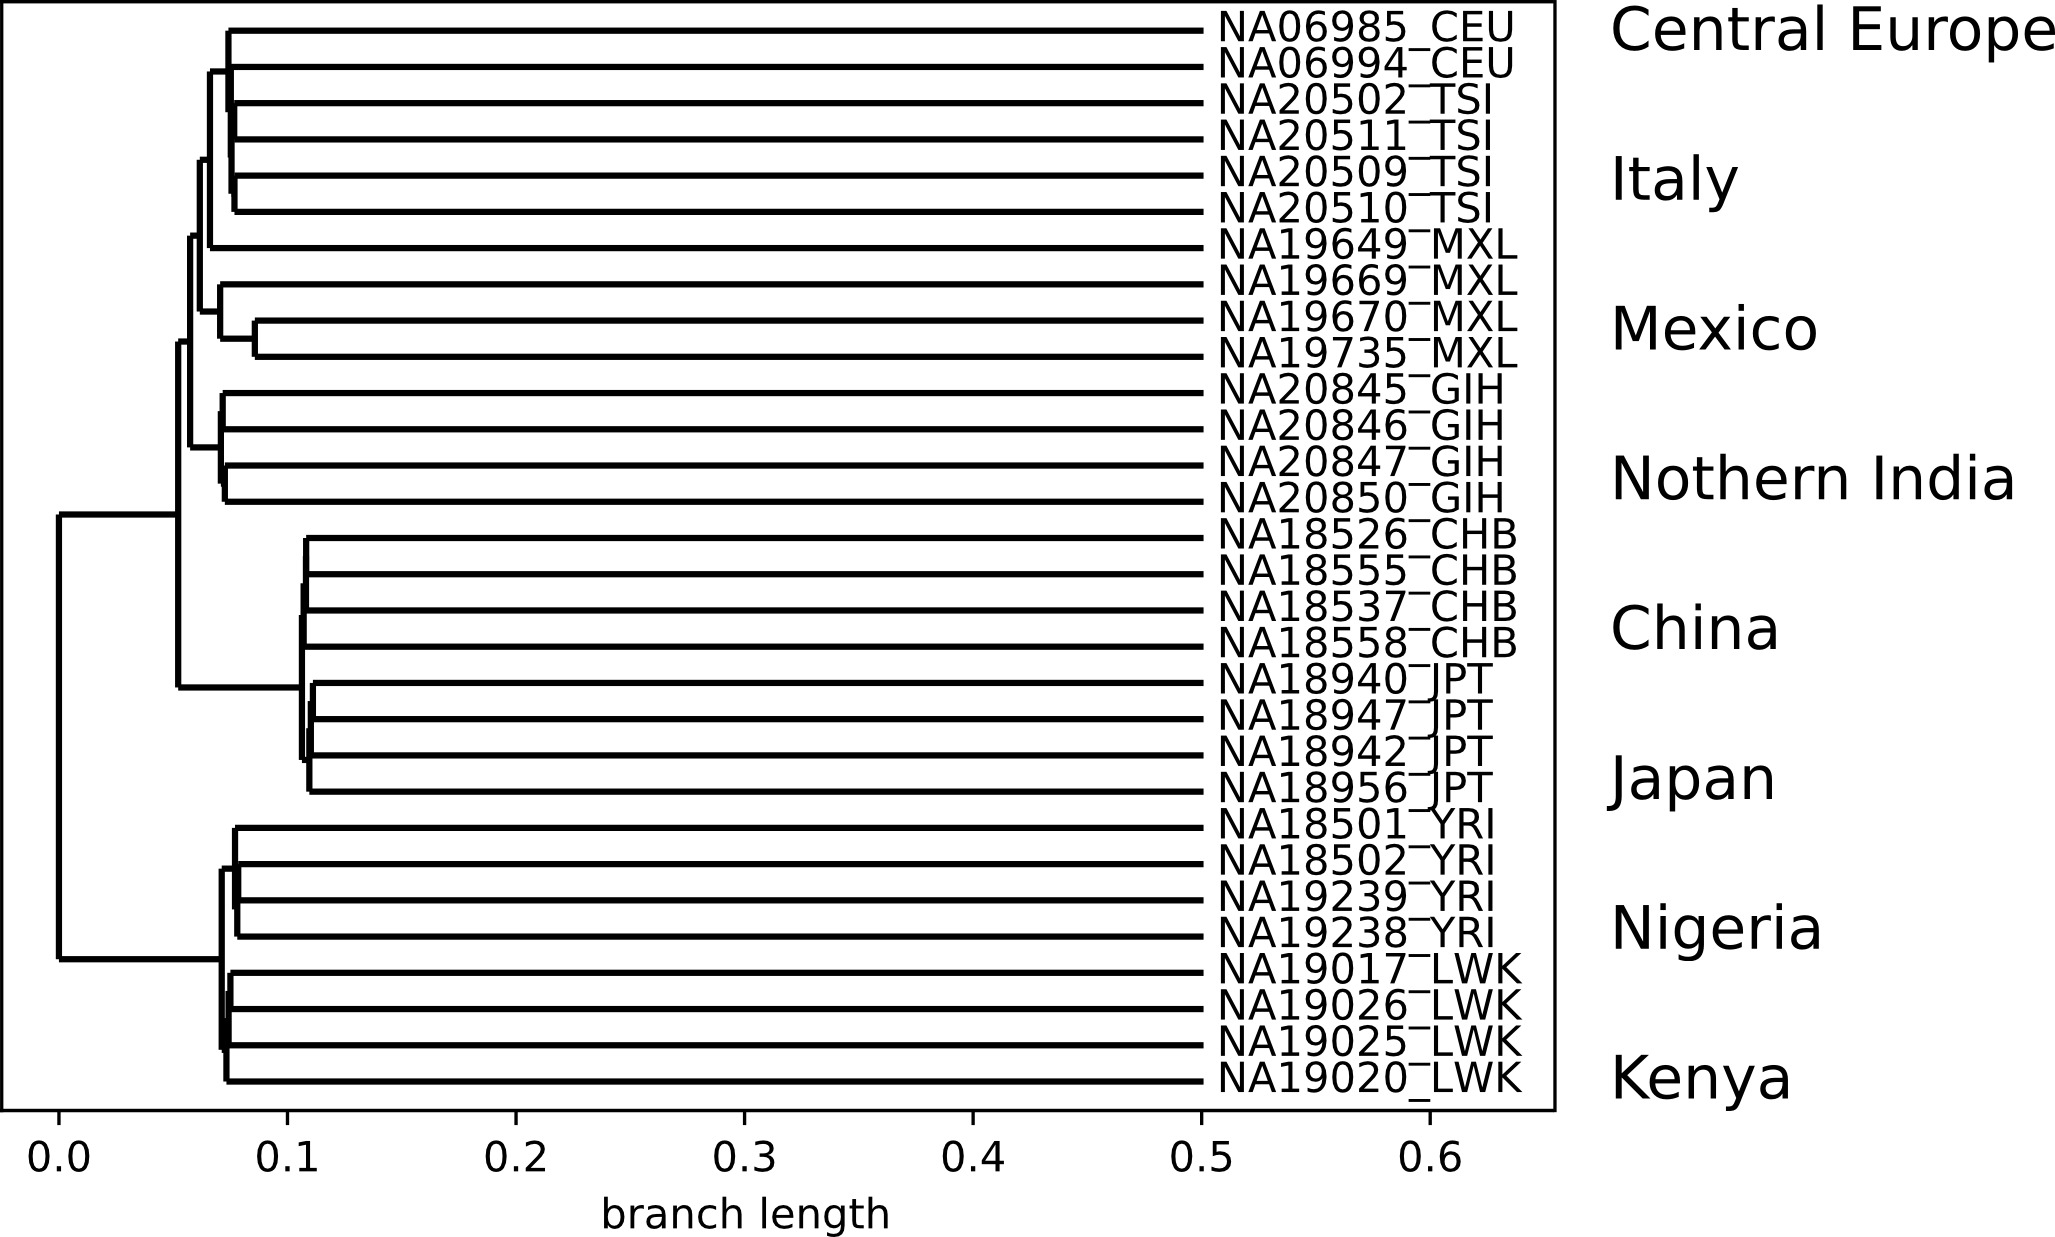 NA06985_CEU
NA06994_CEU
NA20502_TSI
NA20511_TSI
NA20509_TSI
NA20510_TSI
NA19649_MXL
NA19669_MXL
NA19670_MXL
NA19735_MXL
NA20845_GIH
NA20846_GIH
NA20847_GIH
NA20850_GIH
NA18526_CHB
NA18555_CHB
NA18537_CHB
NA18558_CHB
NA18940_JPT
NA18947_JPT
NA18942_JPT
NA18956_JPT
NA18501_YRI
NA18502_YRI
NA19239_YRI
NA19238_YRI
NA19017_LWK
NA19026_LWK
NA19025_LWK
NA19020_LWK
Central Europe
Italy
Mexico
Nothern India
China
Japan
Nigeria
Kenya
0.0 0.1 0.2 0.3 0.4 0.5 0.6
branch length